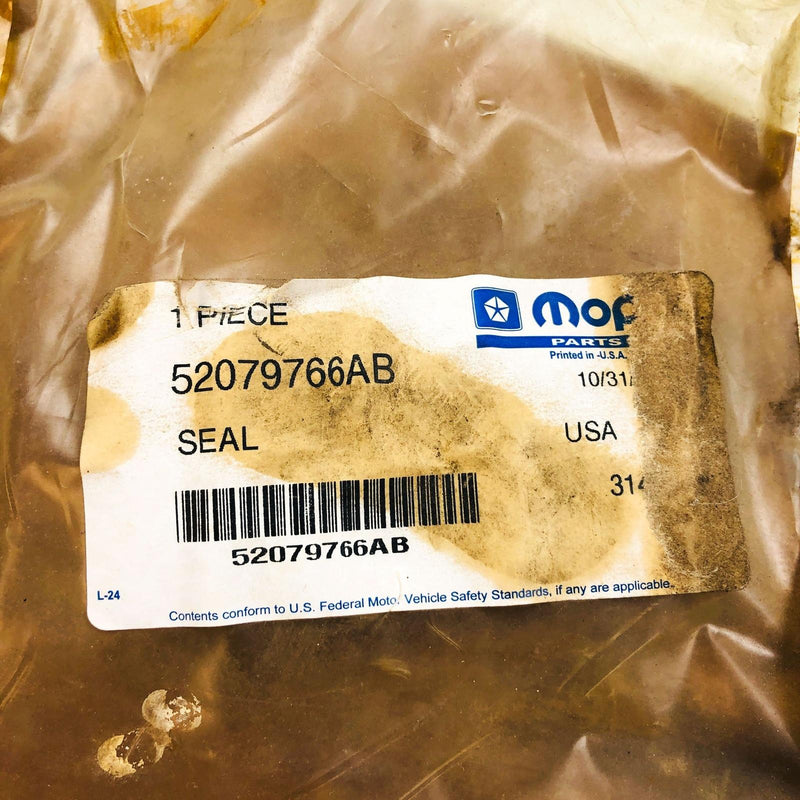 1 PIECE
mop
PARTS
Printed in -U.S.A.
52079766AB
10/31/
SEAL
USA
314
52079766AB
L-24
Contents conform to U.S. Federal Moto. Vehicle Safety Standards, if any are applicable.